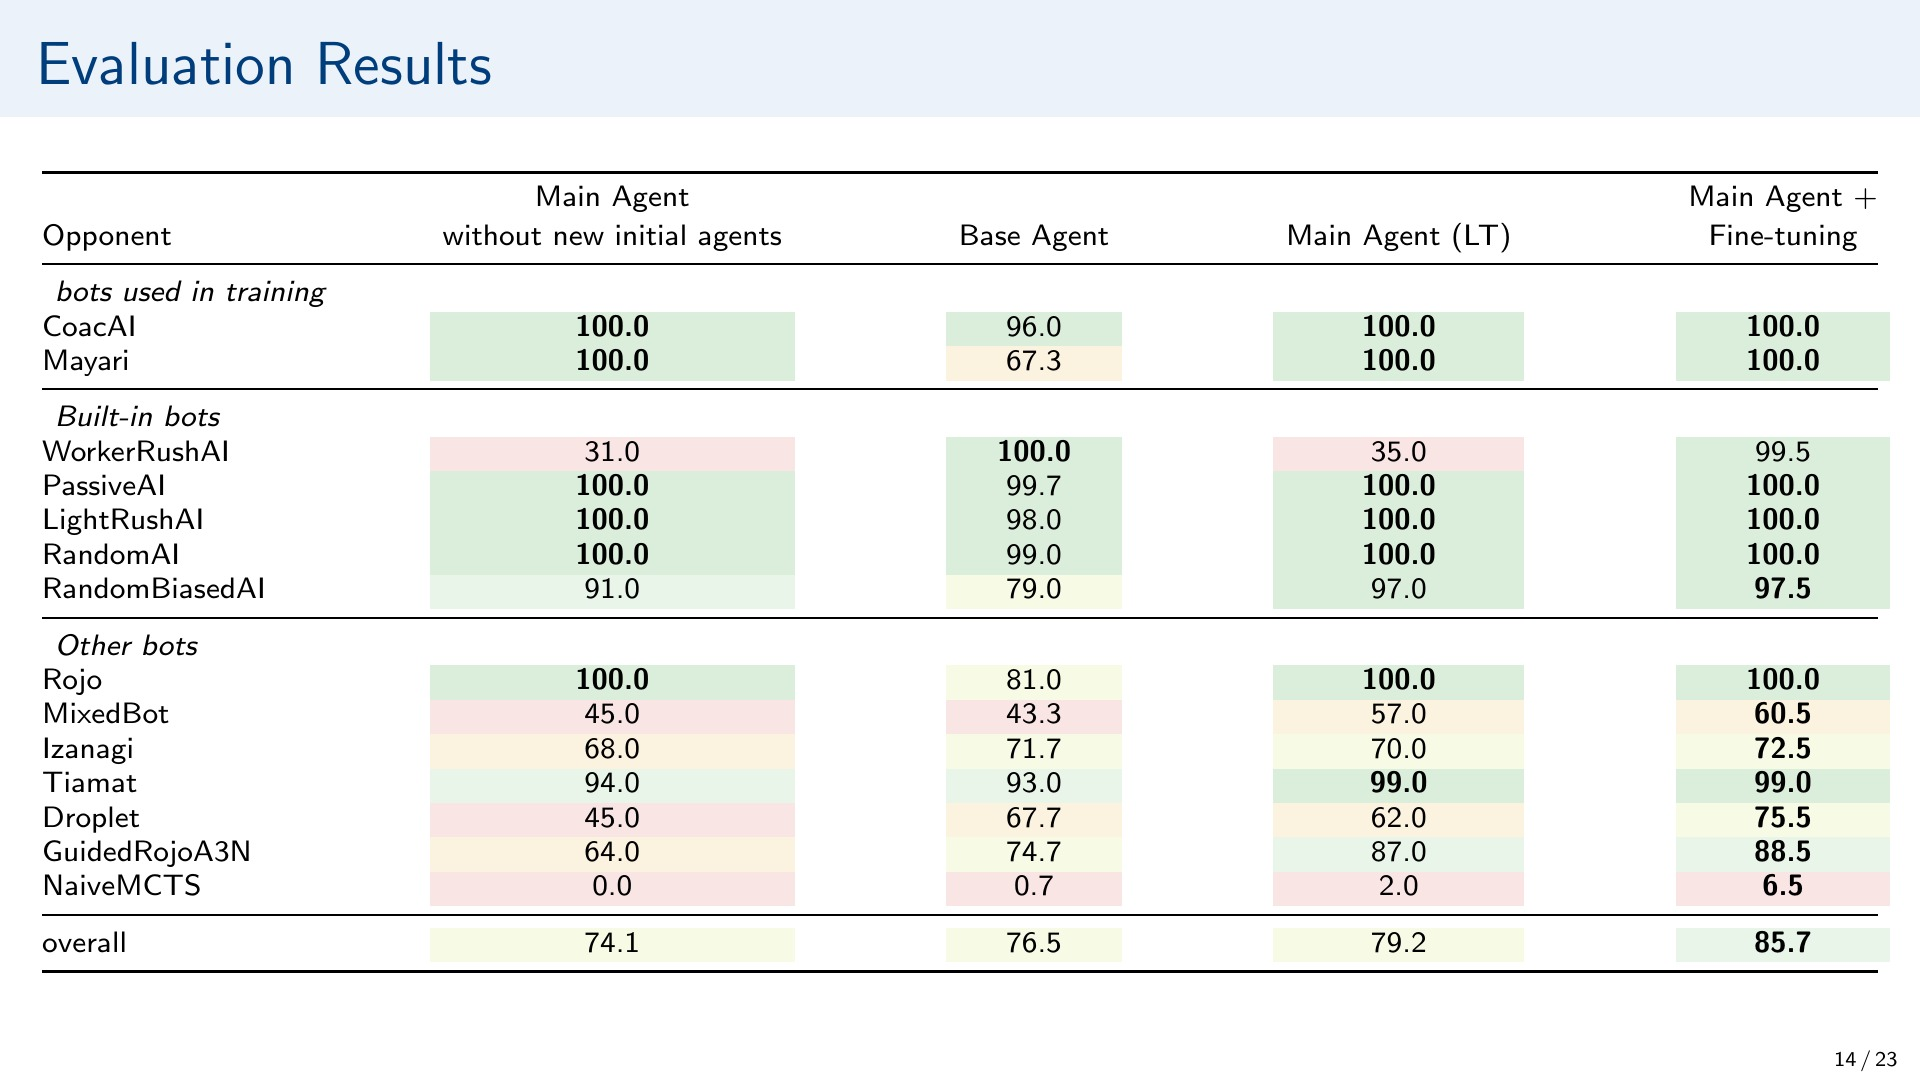 Evaluation Results
Main Agent Main Agent +
Opponent without new initial agents Base Agent Main Agent (LT) Fine-tuning
bots used in training
CoacAI 100.0 96.0 100.0 100.0
Mayari 100.0 67.3 100.0 100.0
Built-in bots
WorkerRushAI 31.0 100.0 35.0 99.5
PassiveAI 100.0 99.7 100.0 100.0
LightRushAI 100.0 98.0 100.0 100.0
RandomAI 100.0 99.0 100.0 100.0
RandomBiasedAI 91.0 79.0 97.0 97.5
Other bots
Rojo 100.0 81.0 100.0 100.0
MixedBot 45.0 43.3 57.0 60.5
Izanagi 68.0 71.7 70.0 72.5
Tiamat 94.0 93.0 99.0 99.0
Droplet 45.0 67.7 62.0 75.5
GuidedRojoA3N 64.0 74.7 87.0 88.5
NaiveMCTS 0.0 0.7 2.0 6.5
overall 74.1 76.5 79.2 85.7
14 / 23